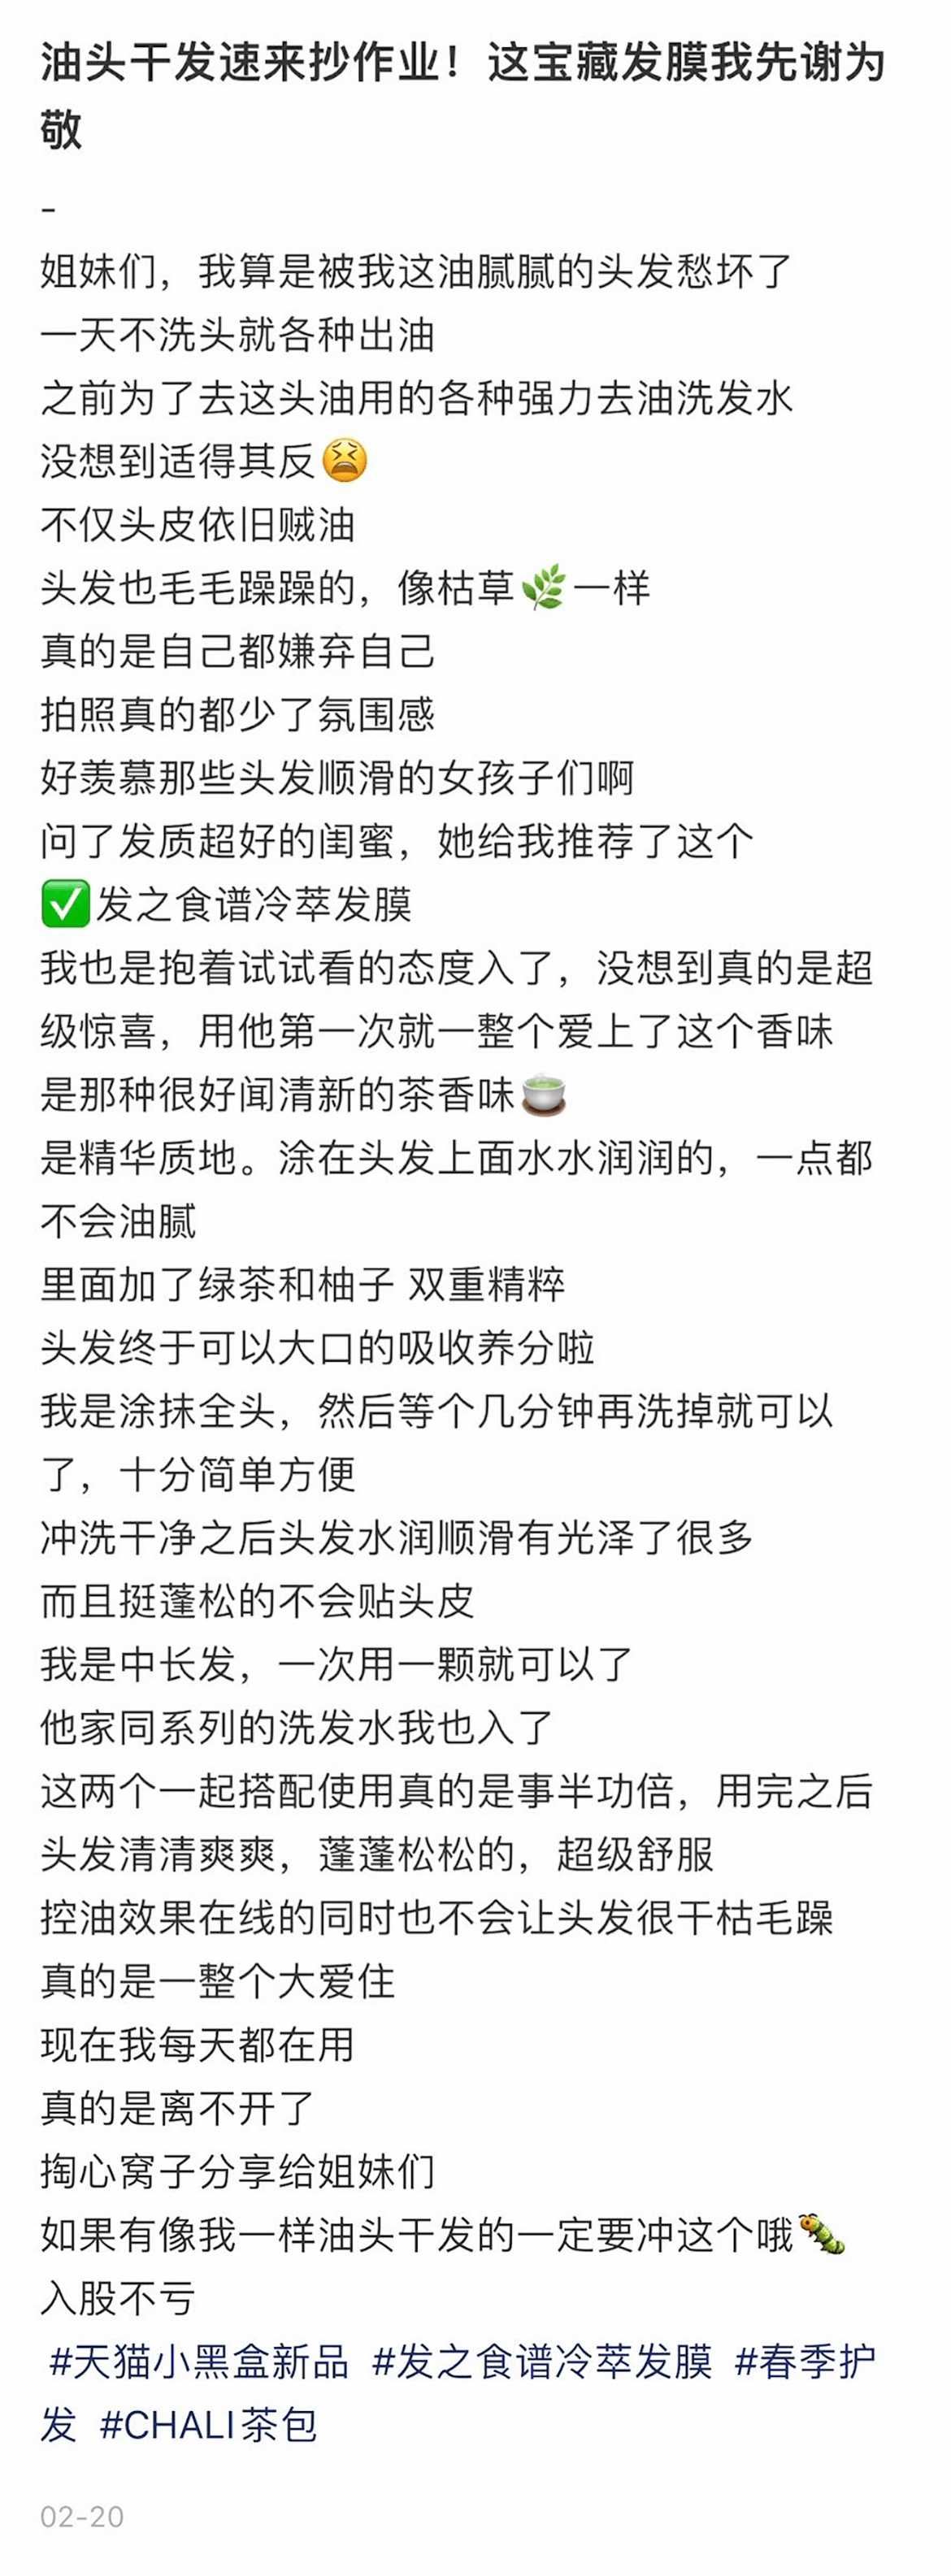 油头干发速来抄作业！这宝藏发膜我先谢为
敬
-
姐妹们，我算是被我这油腻腻的头发愁坏了
一天不洗头就各种出油
之前为了去这头油用的各种强力去油洗发水
没想到适得其反😫
不仅头皮依旧贼油
头发也毛毛躁躁的，像枯草🌿一样
真的是自己都嫌弃自己
拍照真的都少了氛围感
好羡慕那些头发顺滑的女孩子们啊
问了发质超好的闺蜜，她给我推荐了这个
✅发之食谱冷萃发膜
我也是抱着试试看的态度入了，没想到真的是超
级惊喜，用他第一次就一整个爱上了这个香味
是那种很好闻清新的茶香味🍵
是精华质地。涂在头发上面水水润润的，一点都
不会油腻
里面加了绿茶和柚子 双重精粹
头发终于可以大口的吸收养分啦
我是涂抹全头，然后等个几分钟再洗掉就可以
了，十分简单方便
冲洗干净之后头发水润顺滑有光泽了很多
而且挺蓬松的不会贴头皮
我是中长发，一次用一颗就可以了
他家同系列的洗发水我也入了
这两个一起搭配使用真的是事半功倍，用完之后
头发清清爽爽，蓬蓬松松的，超级舒服
控油效果在线的同时也不会让头发很干枯毛躁
真的是一整个大爱住
现在我每天都在用
真的是离不开了
掏心窝子分享给姐妹们
如果有像我一样油头干发的一定要冲这个哦🐛
入股不亏
#天猫小黑盒新品 #发之食谱冷萃发膜 #春季护
发 #CHALI茶包
02-20